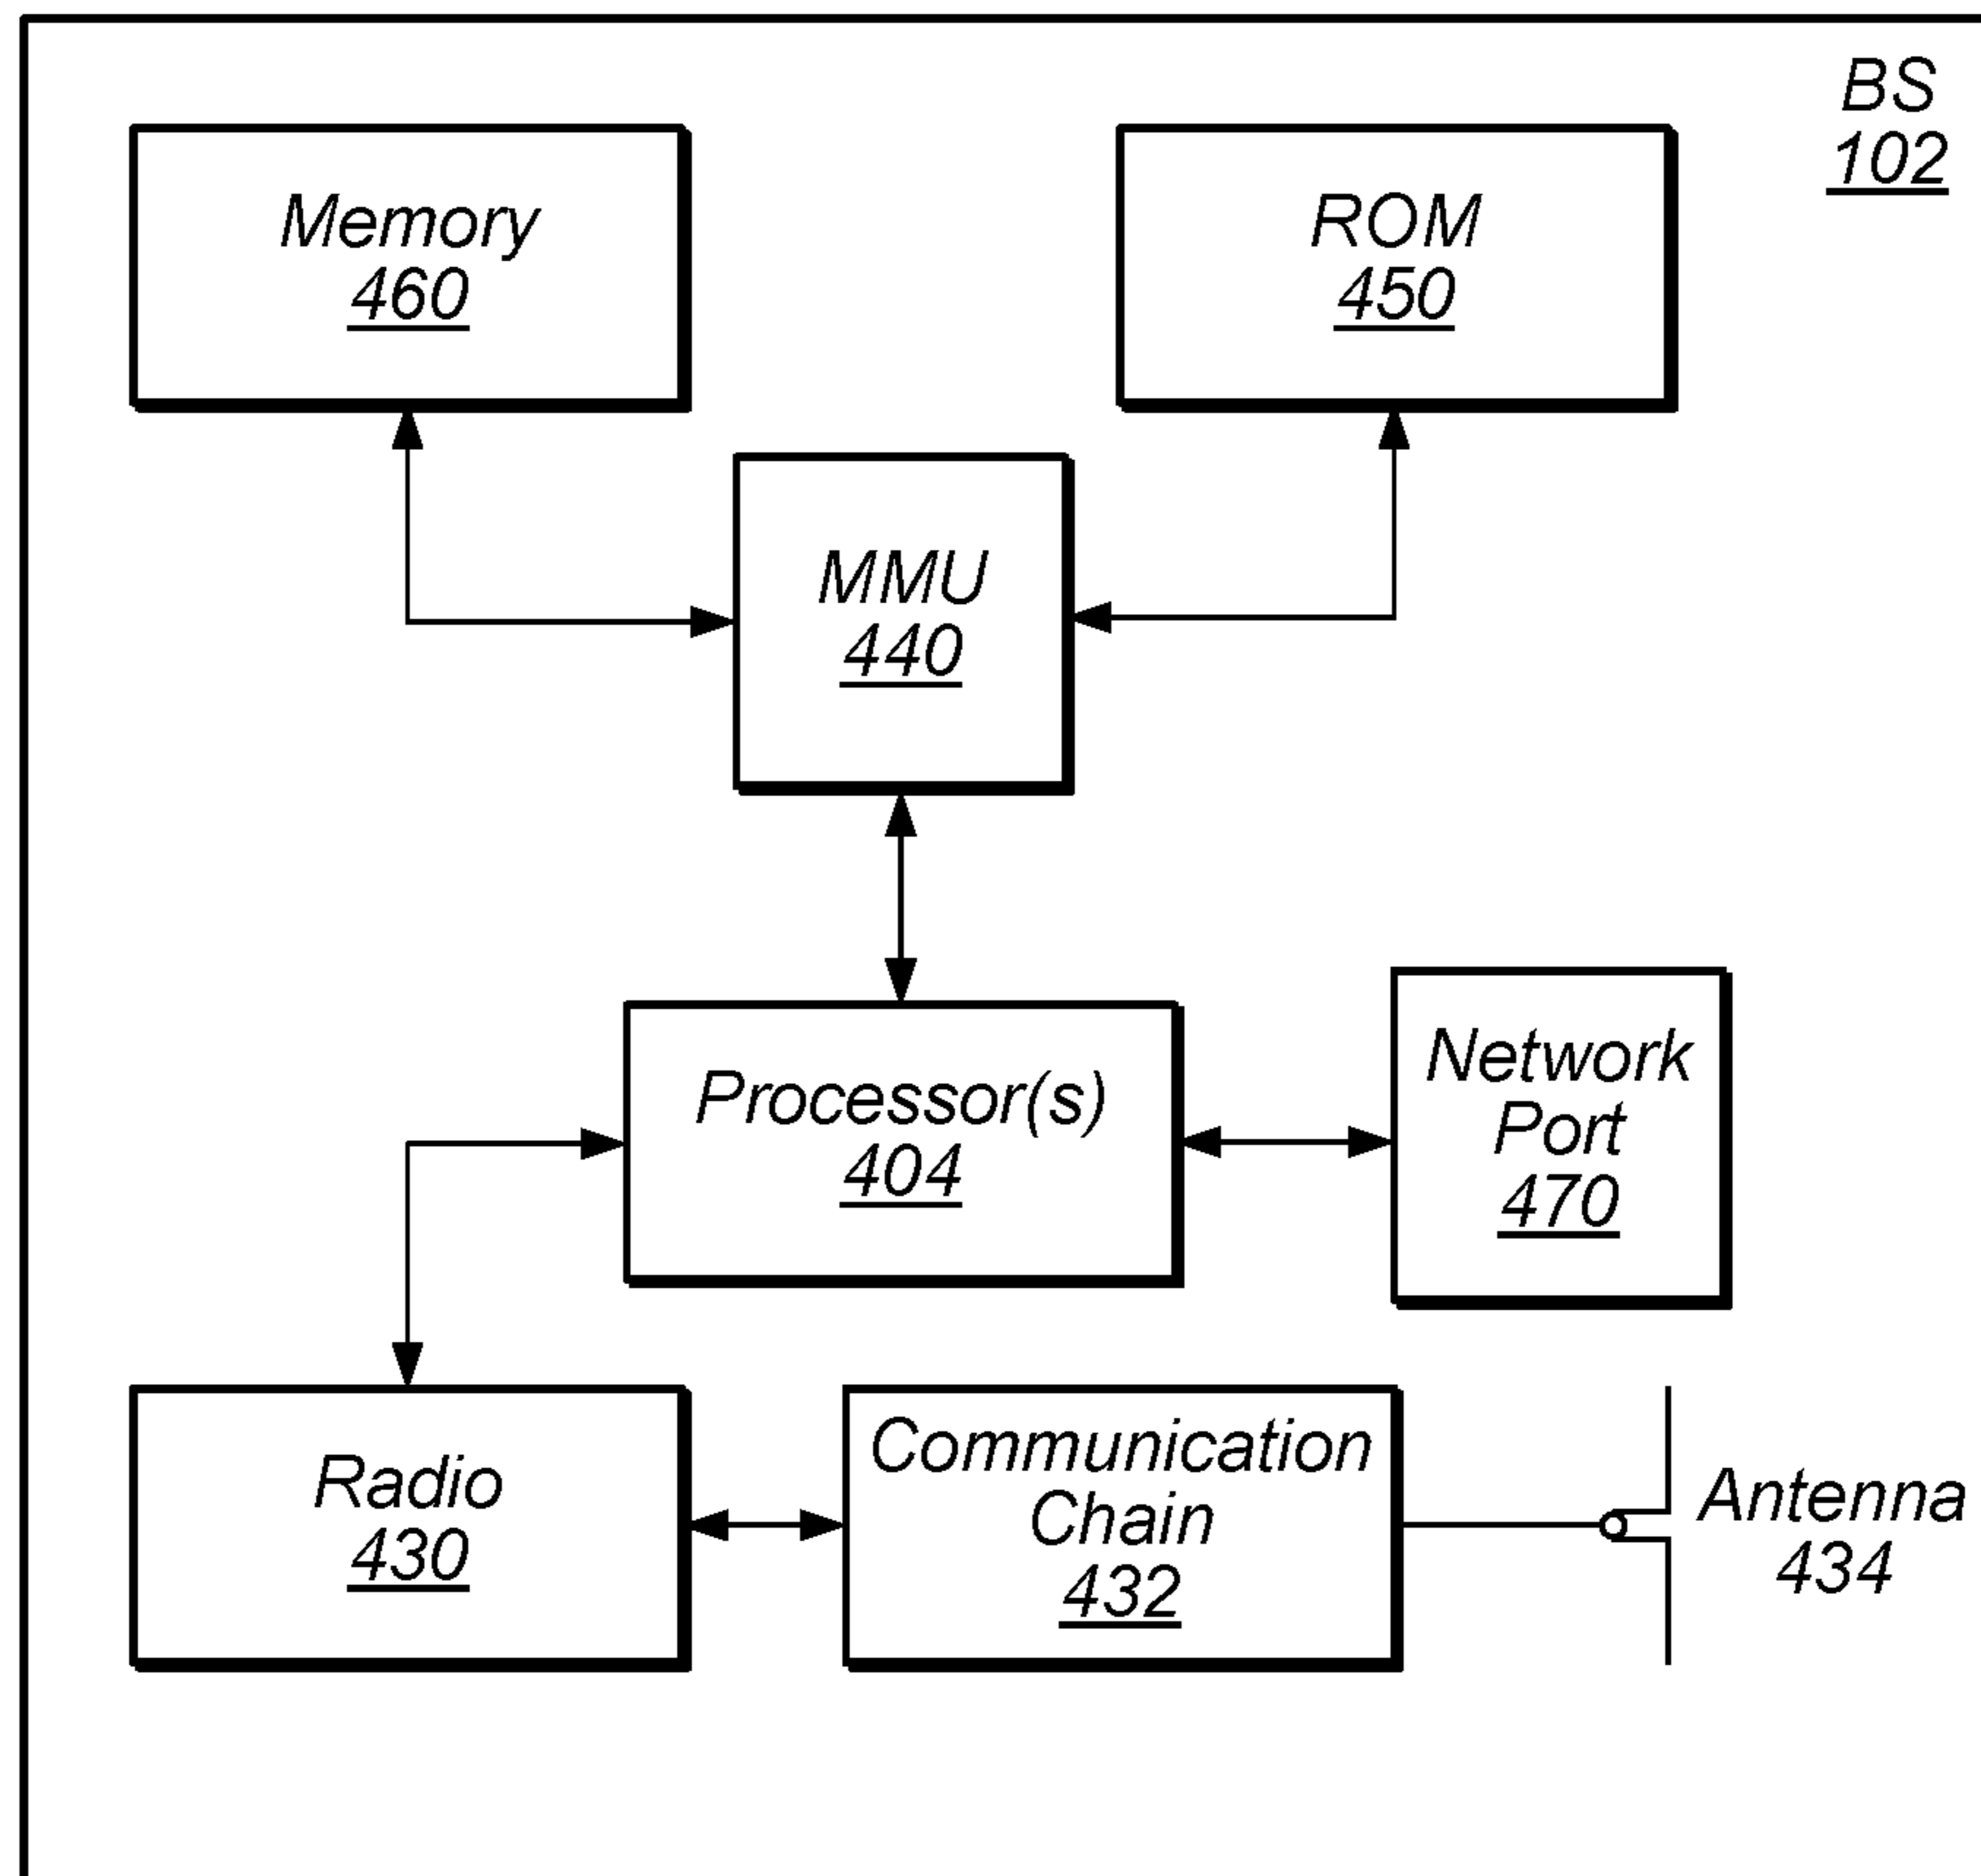 BS
102
Memory
460
ROM
450
MMU
440
Processor(s)
404
Network
Port
470
Radio
430
Communication
Chain
432
Antenna
434